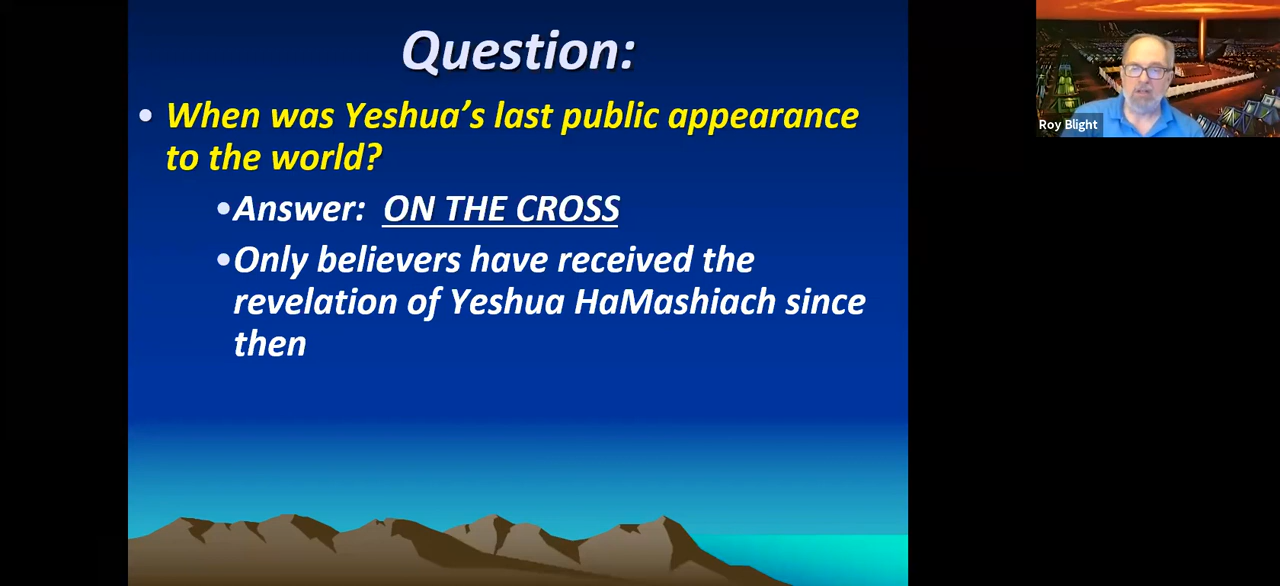 Question:
• When was Yeshua’s last public appearance
to the world?
•Answer: ON THE CROSS
•Only believers have received the
revelation of Yeshua HaMashiach since
then
Roy Blight